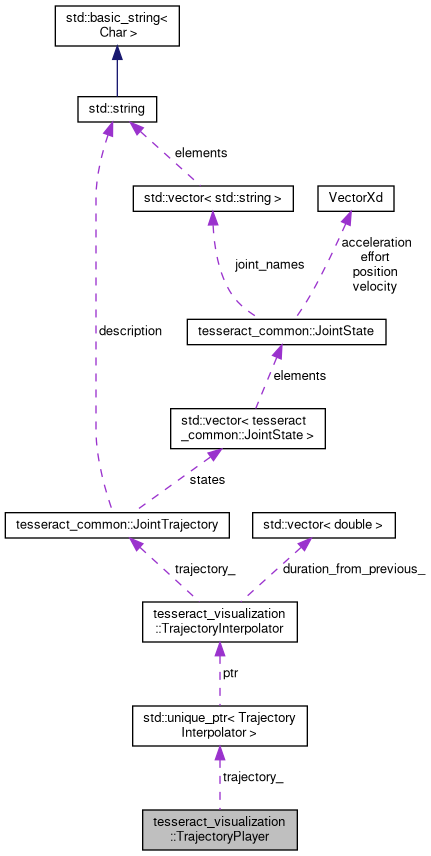 std::basic_string<
Char >
std::string
elements
std::vector< std::string >
VectorXd
acceleration
effort
position
velocity
joint_names
description
tesseract_common::JointState
elements
std::vector< tesseract
_common::JointState >
states
tesseract_common::JointTrajectory
std::vector< double >
trajectory_
duration_from_previous_
tesseract_visualization
::TrajectoryInterpolator
ptr
std::unique_ptr< Trajectory
Interpolator >
trajectory_
tesseract_visualization
::TrajectoryPlayer